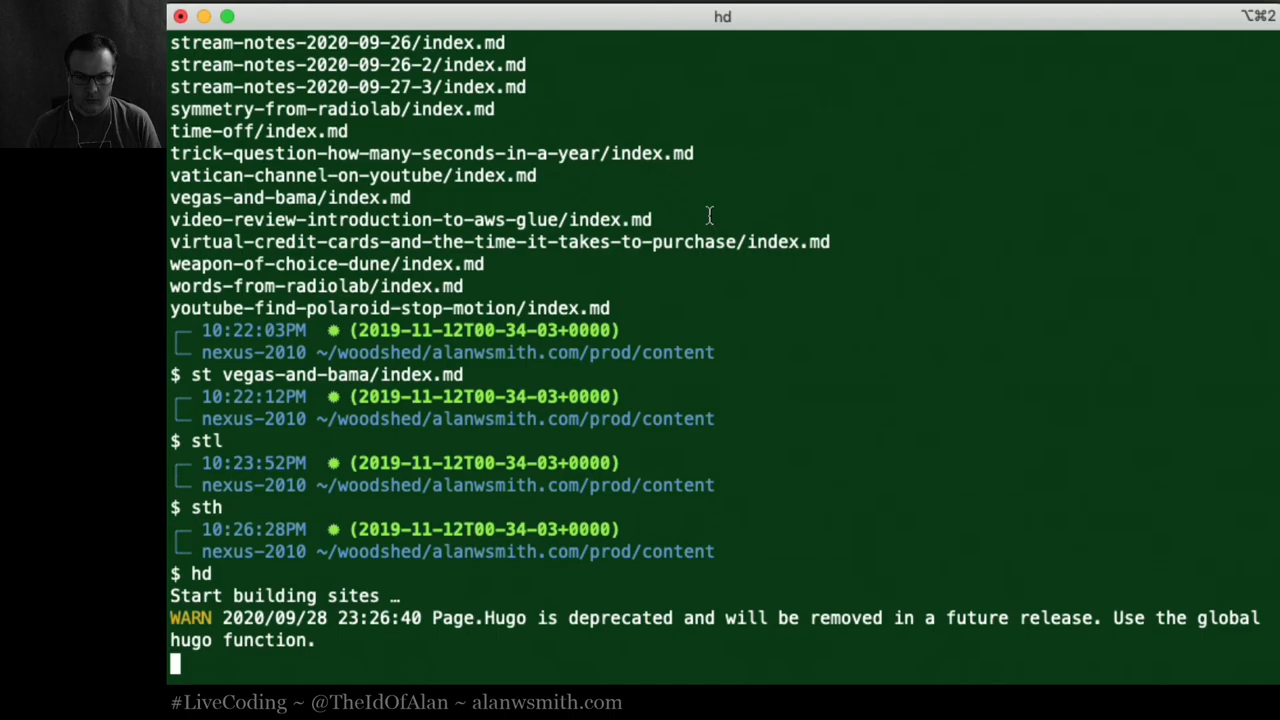 hd
⌥⌘2
stream-notes-2020-09-26/index.md
stream-notes-2020-09-26-2/index.md
stream-notes-2020-09-27-3/index.md
symmetry-from-radiolab/index.md
time-off/index.md
trick-question-how-many-seconds-in-a-year/index.md
vatican-channel-on-youtube/index.md
vegas-and-bama/index.md
video-review-introduction-to-aws-glue/index.md
virtual-credit-cards-and-the-time-it-takes-to-purchase/index.md
weapon-of-choice-dune/index.md
words-from-radiolab/index.md
youtube-find-polaroid-stop-motion/index.md
10:22:03PM ✹ (2019-11-12T00-34-03+0000)
nexus-2010 ~/woodshed/alanwsmith.com/prod/content
$ st vegas-and-bama/index.md
10:22:12PM ✹ (2019-11-12T00-34-03+0000)
nexus-2010 ~/woodshed/alanwsmith.com/prod/content
$ stl
10:23:52PM ✹ (2019-11-12T00-34-03+0000)
nexus-2010 ~/woodshed/alanwsmith.com/prod/content
$ sth
10:26:28PM ✹ (2019-11-12T00-34-03+0000)
nexus-2010 ~/woodshed/alanwsmith.com/prod/content
$ hd
Start building sites …
WARN 2020/09/28 23:26:40 Page.Hugo is deprecated and will be removed in a future release. Use the global
hugo function.
#LiveCoding ~ @TheIdOfAlan ~ alanwsmith.com